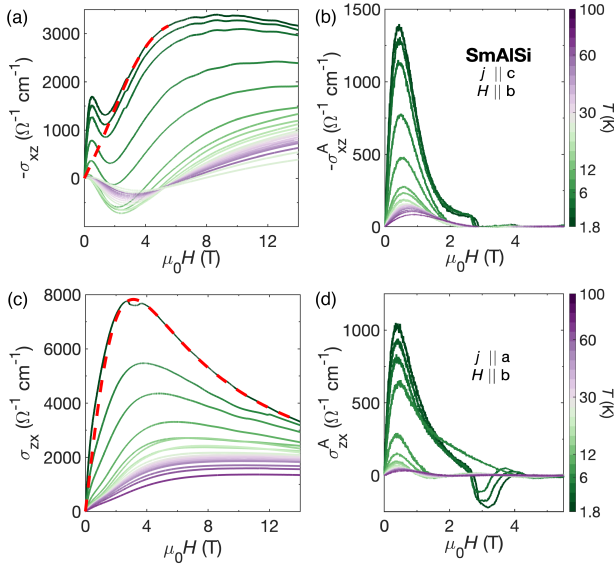 (a)
-σxz (Ω-1 cm-1)
3000
2000
1000
0
0 4 8 12
μ0H (T)
(b)
-σAxz (Ω-1 cm-1)
1500
1000
500
0
0 2 4
μ0H (T)
SmAlSi
j || c
H || b
T (K)
100
60
30
12
6
1.8
(c)
σzx (Ω-1 cm-1)
8000
6000
4000
2000
0
0 4 8 12
μ0H (T)
(d)
σAzx (Ω-1 cm-1)
1000
500
0
0 2 4
μ0H (T)
j || a
H || b
T (K)
100
60
30
12
6
1.8